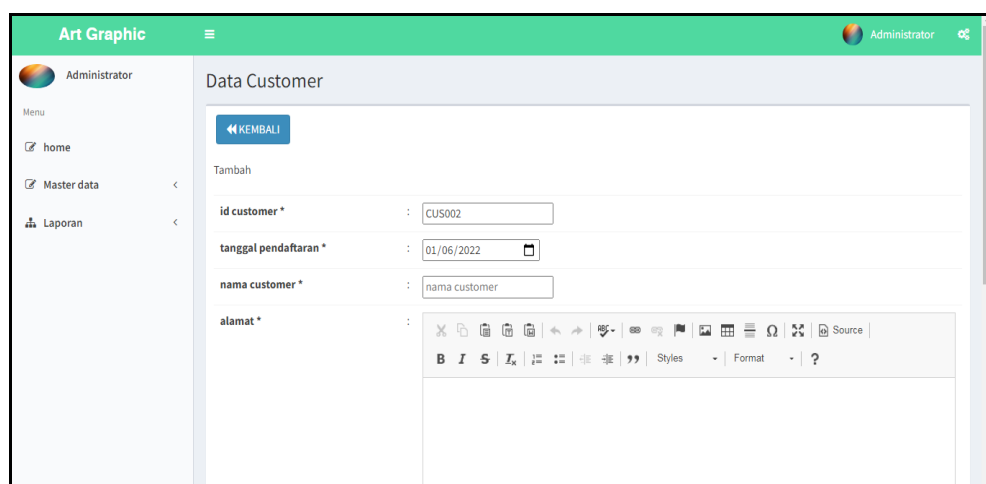 Art Graphic
Administrator
Administrator
Data Customer
Menu
KEMBALI
home
Tambah
Master data
id customer * : CUS002
Laporan
tanggal pendaftaran * : 01/06/2022
nama customer * : nama customer
alamat * :
Source
B I S Ix Styles Format ?